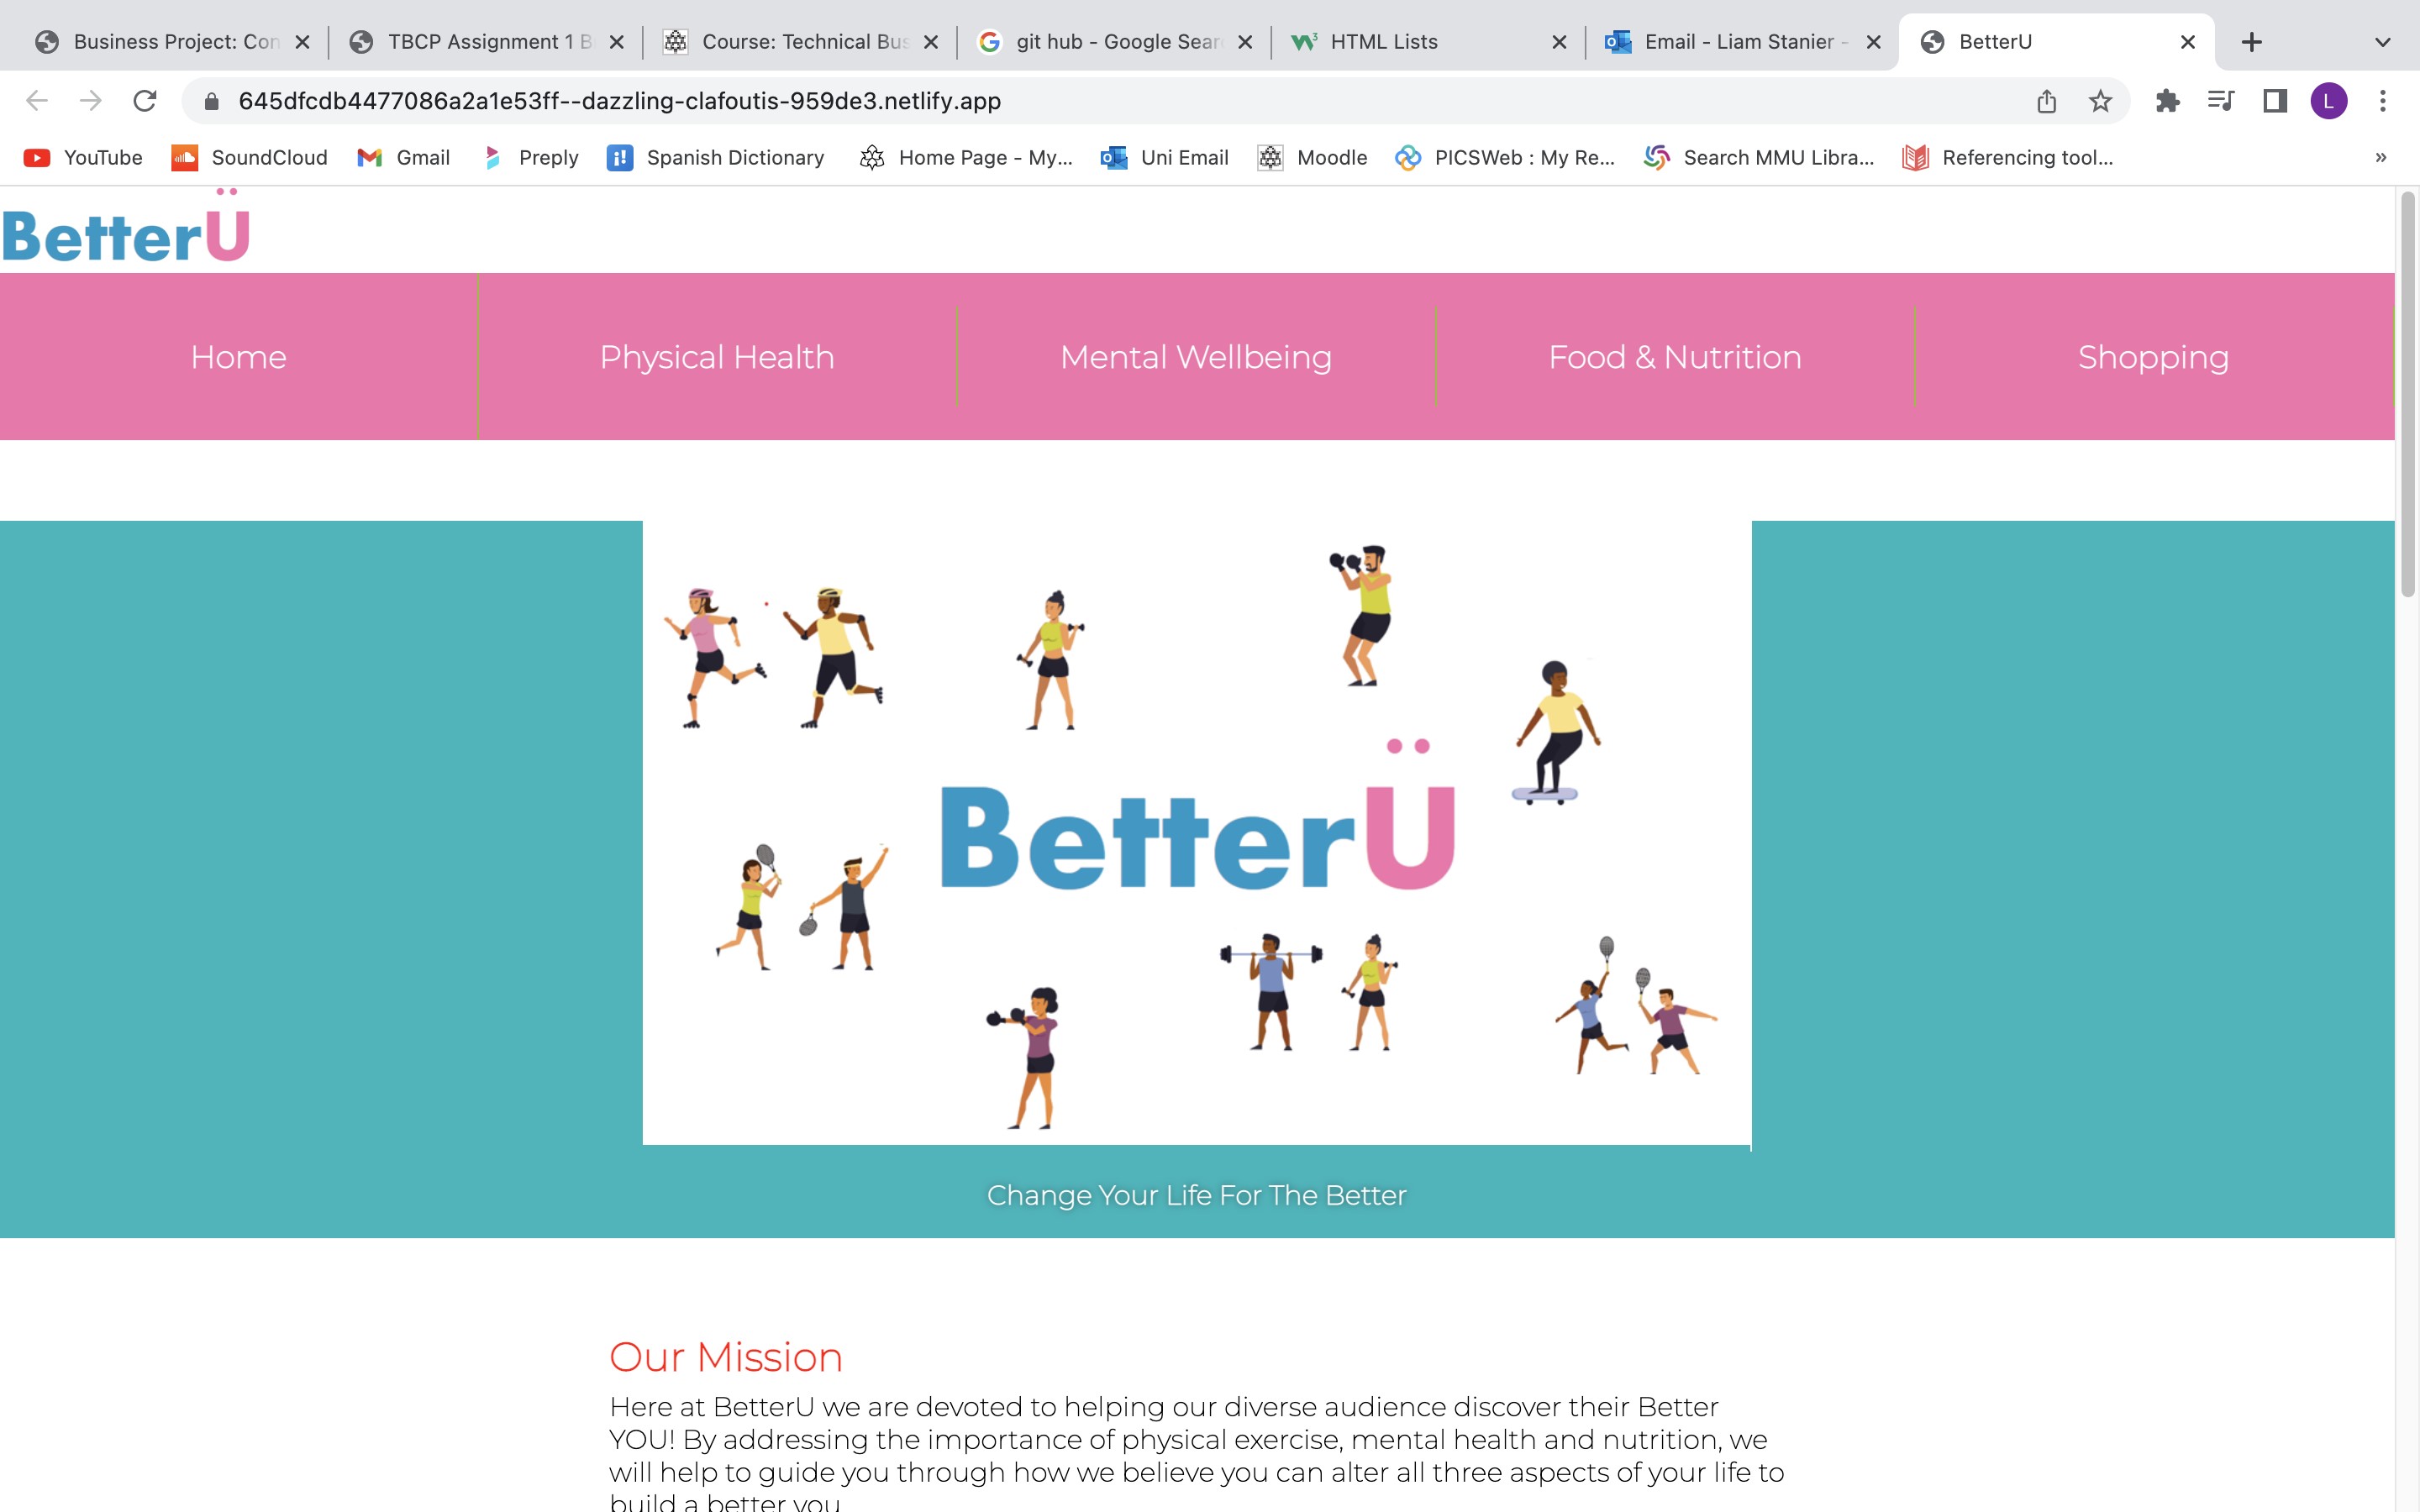 Business Project: Con
TBCP Assignment 1 B
Course: Technical Bus
git hub - Google Sear
HTML Lists
Email - Liam Stanier -
BetterU
645dfcdb4477086a2a1e53ff--dazzling-clafoutis-959de3.netlify.app
L
YouTube
SoundCloud
Gmail
Preply
Spanish Dictionary
Home Page - My...
Uni Email
Moodle
PICSWeb : My Re...
Search MMU Libra...
Referencing tool...
»
BetterÜ
Home
Physical Health
Mental Wellbeing
Food & Nutrition
Shopping
BetterÜ
Change Your Life For The Better
Our Mission
Here at BetterU we are devoted to helping our diverse audience discover their Better
YOU! By addressing the importance of physical exercise, mental health and nutrition, we
will help to guide you through how we believe you can alter all three aspects of your life to
build a better you